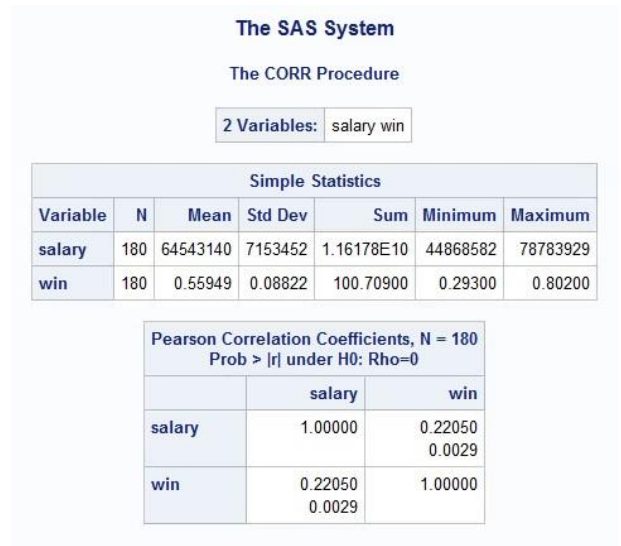 The SAS System
The CORR Procedure
2 Variables: salary win
Simple Statistics
Variable N Mean Std Dev Sum Minimum Maximum
salary 180 64543140 7153452 1.16178E10 44868582 78783929
win 180 0.55949 0.08822 100.70900 0.29300 0.80200
Pearson Correlation Coefficients, N = 180
Prob > |r| under H0: Rho=0
salary win
salary 1.00000 0.22050
0.0029
win 0.22050 1.00000
0.0029